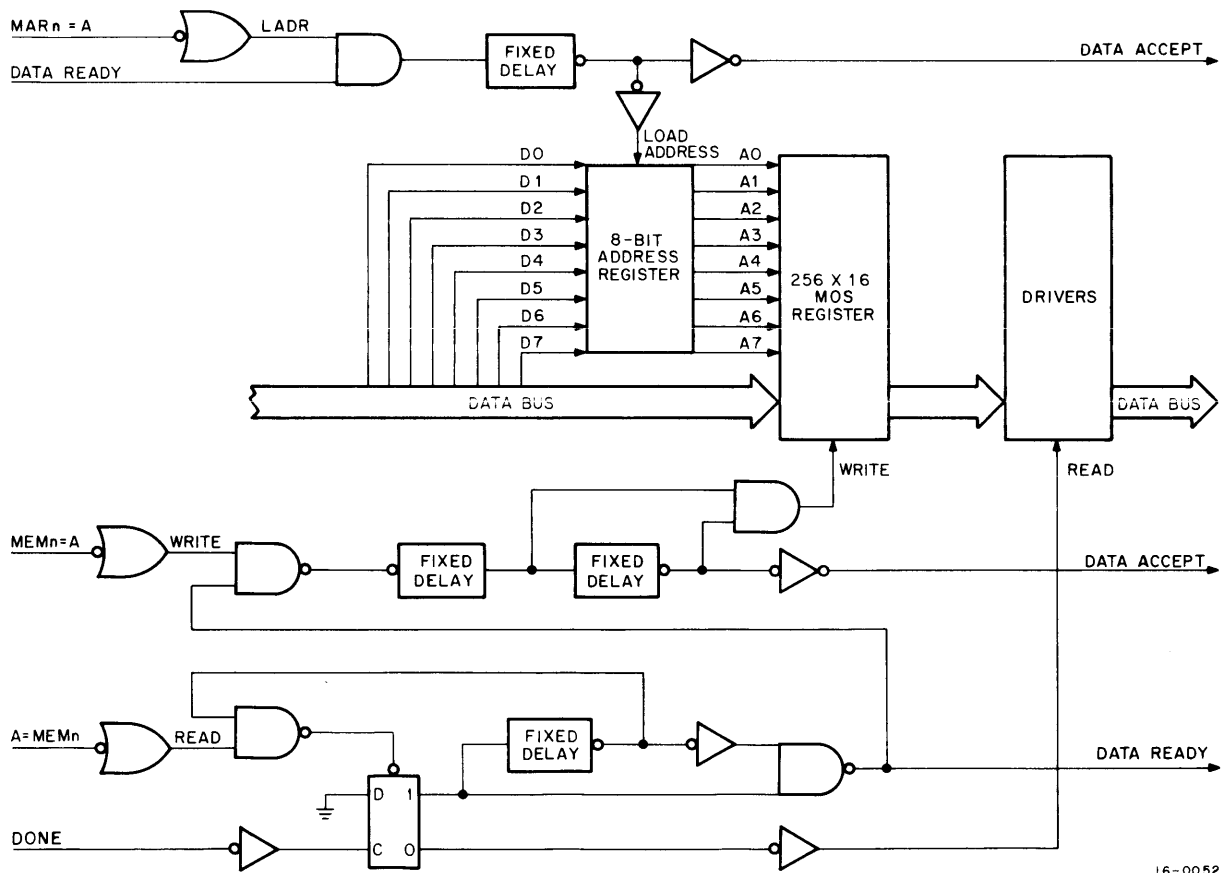 MARn = A
LADR
DATA READY
FIXED
DELAY
DATA ACCEPT
LOAD
ADDRESS
D0
D1
D2
D3
D4
D5
D6
D7
8-BIT
ADDRESS
REGISTER
A0
A1
A2
A3
A4
A5
A6
A7
256 X 16
MOS
REGISTER
DRIVERS
DATA BUS
DATA BUS
WRITE
READ
MEMn=A
WRITE
FIXED
DELAY
FIXED
DELAY
DATA ACCEPT
A=MEMn
READ
FIXED
DELAY
DATA READY
D 1
C 0
DONE
16-0052